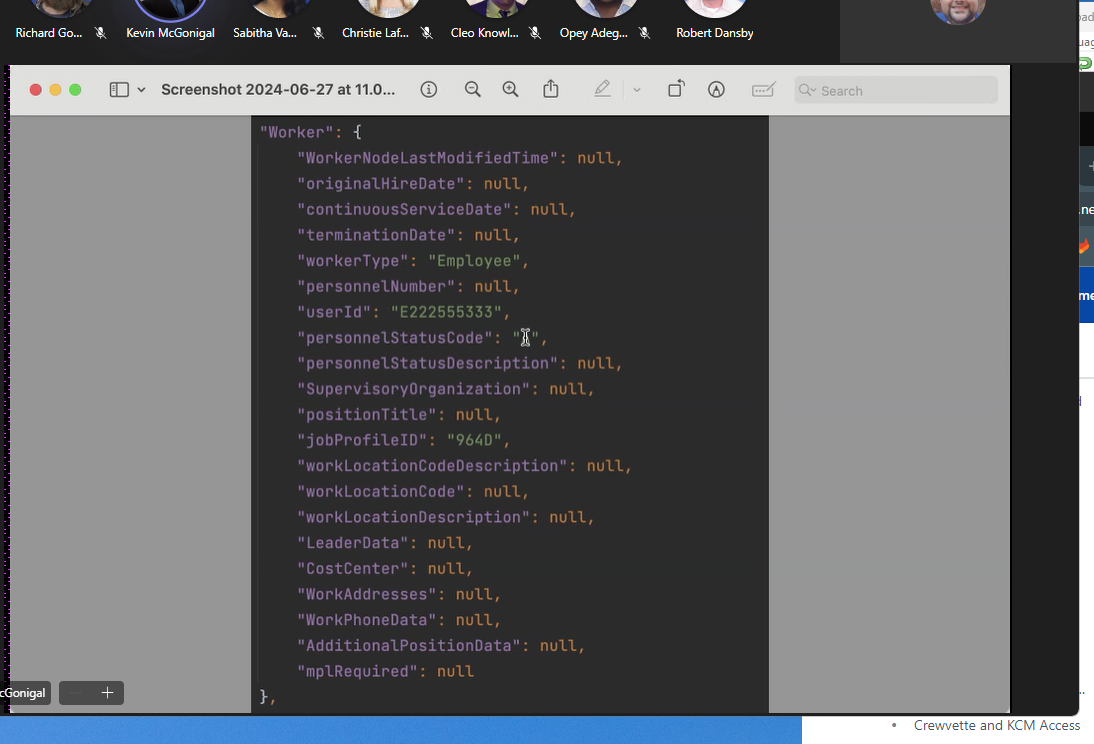 Richard Go...
Kevin McGonigal
Sabitha Va...
Christie Laf...
Cleo Knowl...
Opey Adeg...
Robert Dansby
Screenshot 2024-06-27 at 11.0...
Search
"Worker": {
"WorkerNodeLastModifiedTime": null,
"originalHireDate": null,
"continuousServiceDate": null,
"terminationDate": null,
"workerType": "Employee",
"personnelNumber": null,
"userId": "E222555333",
"personnelStatusCode": "
"personnelStatusDescription": null,
"SupervisoryOrganization": null,
"positionTitle": null,
"jobProfileID": "964D",
"workLocationCodeDescription": null,
"workLocationCode": null,
"workLocationDescription": null,
"LeaderData": null,
"CostCenter": null,
"WorkAddresses": null,
"WorkPhoneData": null,
"AdditionalPositionData": null,
"mplRequired": null
},
cGonigal
• Crewvette and KCM Access